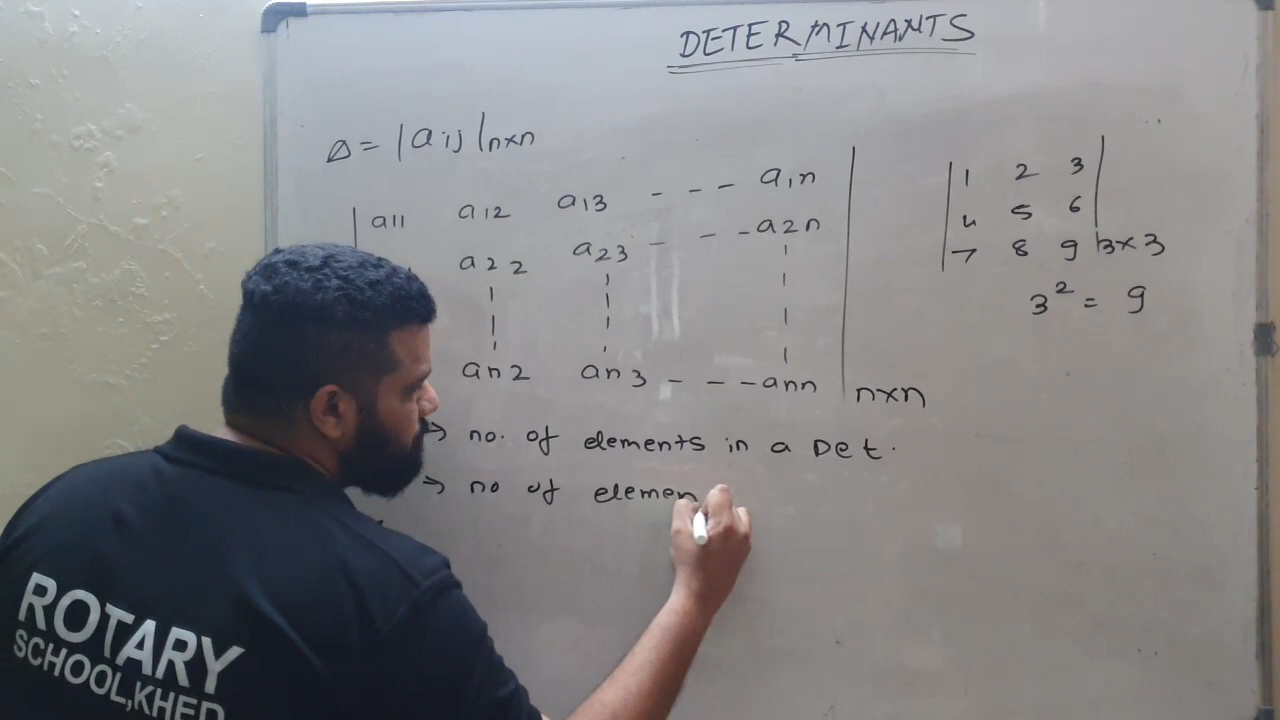 DETERMINANTS
Δ = |aij|n×n
|a11 a12 a13 - - - a1n|
a22 a23 - - - a2n
an2 an3 - - - ann| n×n
→ no. of elements in a Det.
→ no of elemen
|1 2 3|
4 5 6
7 8 9|3×3
3² = 9
ROTARY
SCHOOL,KHED